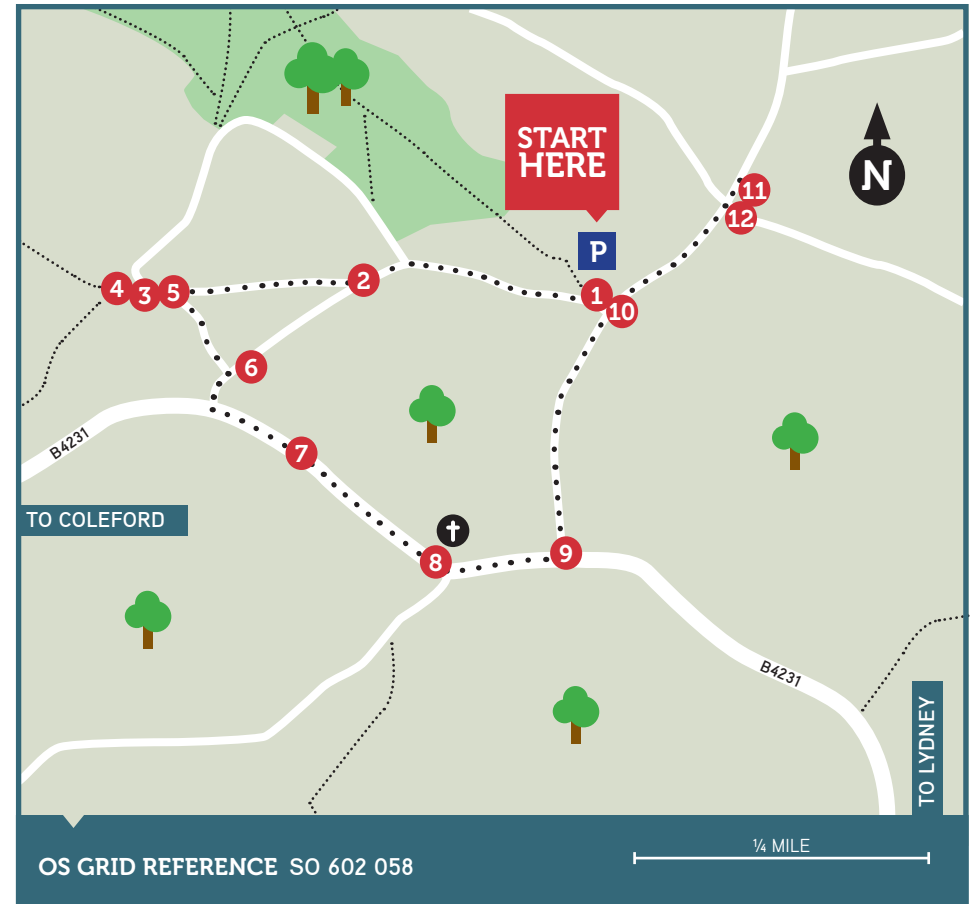 START
HERE
N
P
11
12
2
4
3
5
1
10
6
B4231
7
TO COLEFORD
8
9
B4231
TO LYDNEY
¼ MILE
OS GRID REFERENCE SO 602 058